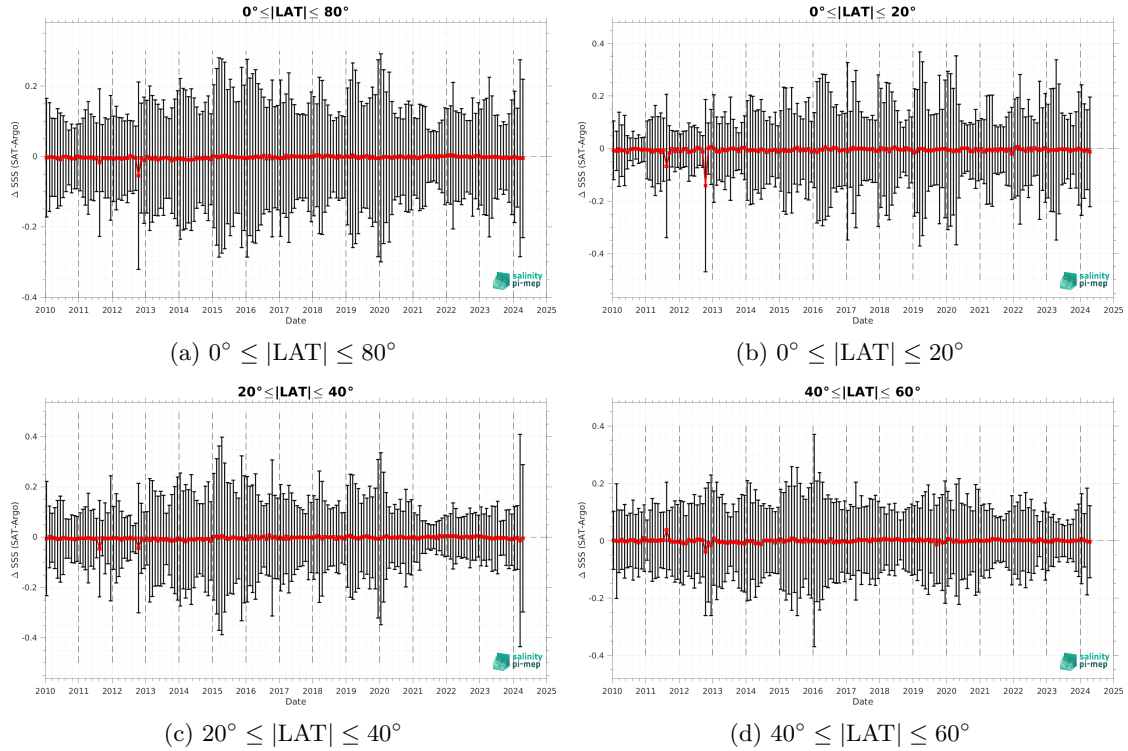 0°≤|LAT|≤ 80°
Δ SSS (SAT-Argo)
0.2
0
-0.2
-0.4
2010 2011 2012 2013 2014 2015 2016 2017 2018 2019 2020 2021 2022 2023 2024 2025
Date
salinity
pi-mep
(a) 0° ≤ |LAT| ≤ 80°
0°≤|LAT|≤ 20°
Δ SSS (SAT-Argo)
0.4
0.2
0
-0.2
-0.4
2010 2011 2012 2013 2014 2015 2016 2017 2018 2019 2020 2021 2022 2023 2024 2025
Date
salinity
pi-mep
(b) 0° ≤ |LAT| ≤ 20°
20°≤|LAT|≤ 40°
Δ SSS (SAT-Argo)
0.4
0.2
0
-0.2
-0.4
2010 2011 2012 2013 2014 2015 2016 2017 2018 2019 2020 2021 2022 2023 2024 2025
Date
salinity
pi-mep
(c) 20° ≤ |LAT| ≤ 40°
40°≤|LAT|≤ 60°
Δ SSS (SAT-Argo)
0.4
0.2
0
-0.2
-0.4
2010 2011 2012 2013 2014 2015 2016 2017 2018 2019 2020 2021 2022 2023 2024 2025
Date
salinity
pi-mep
(d) 40° ≤ |LAT| ≤ 60°